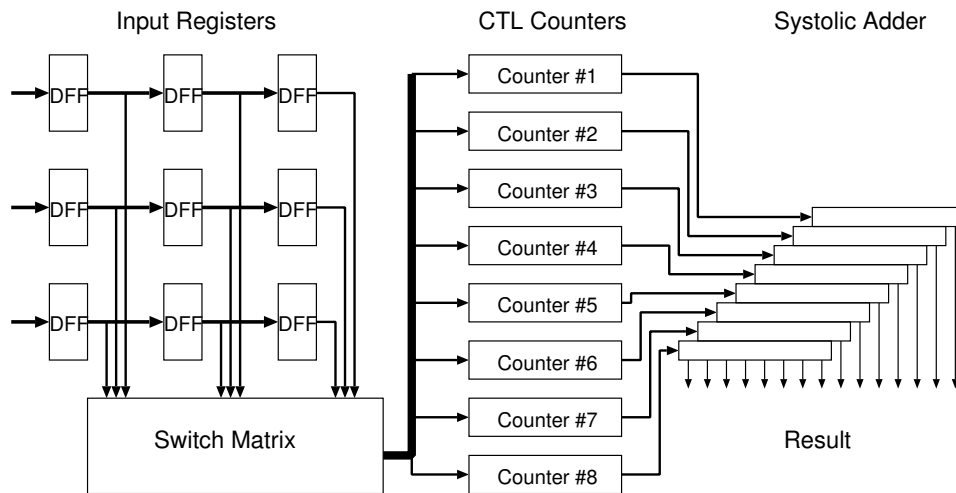 Input Registers
CTL Counters
Systolic Adder
DFF
DFF
DFF
DFF
DFF
DFF
DFF
DFF
DFF
Switch Matrix
Counter #1
Counter #2
Counter #3
Counter #4
Counter #5
Counter #6
Counter #7
Counter #8
Result